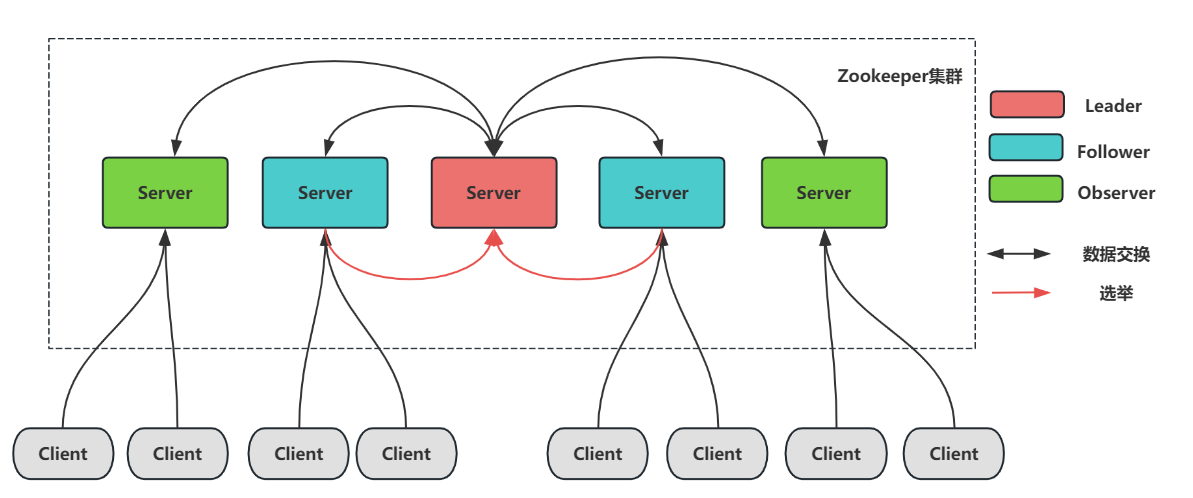 Zookeeper集群
Leader
Follower
Observer
数据交换
选举
Server
Server
Server
Server
Server
Client
Client
Client
Client
Client
Client
Client
Client